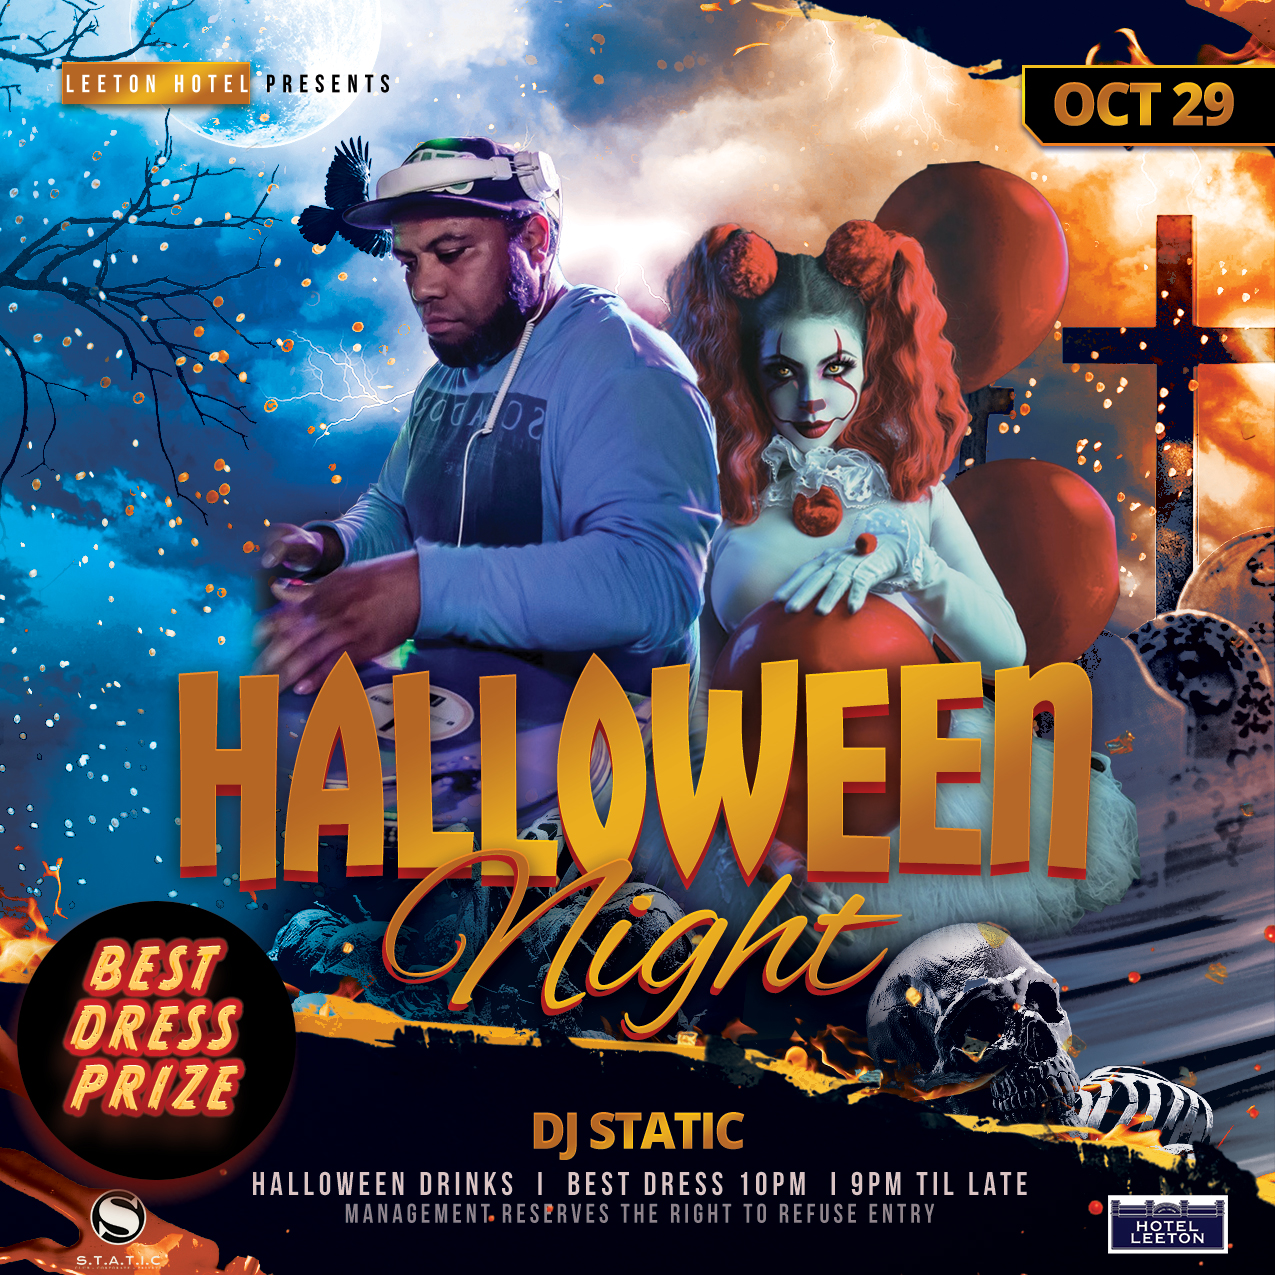 LEETON HOTEL PRESENTS
OCT 29
HALLOWEEN
Night
BEST
DRESS
PRIZE
DJ STATIC
HALLOWEEN DRINKS | BEST DRESS 10PM | 9PM TIL LATE
MANAGEMENT RESERVES THE RIGHT TO REFUSE ENTRY
S
S.T.A.T.I.C
HOTEL
LEETON